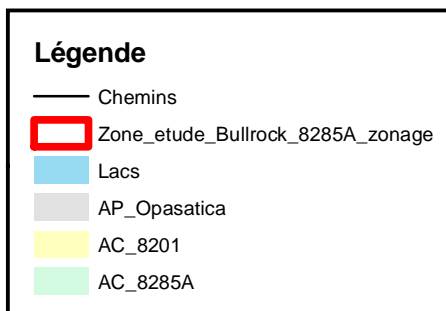 Légende
Chemins
Zone_etude_Bullrock_8285A_zonage
Lacs
AP_Opasatica
AC_8201
AC_8285A